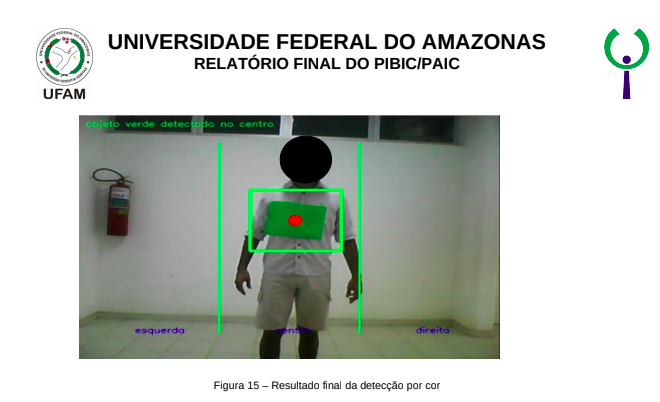 UNIVERSIDADE FEDERAL DO AMAZONAS
RELATÓRIO FINAL DO PIBIC/PAIC
UFAM
objeto verde detectado no centro
esquerda
centro
direita
Figura 15 – Resultado final da detecção por cor